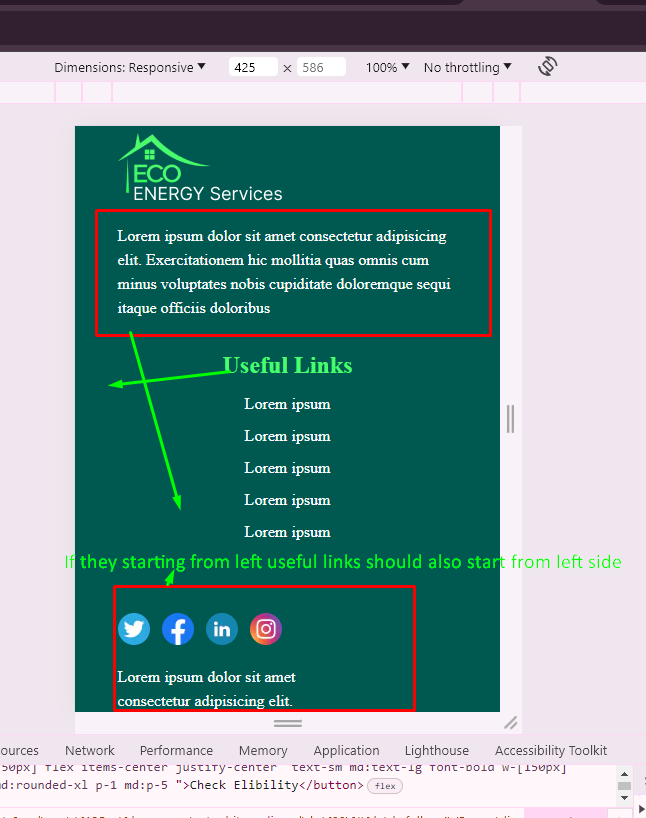 Dimensions: Responsive ▼ 425 × 586 100% ▼ No throttling ▼
ECO
ENERGY Services
Lorem ipsum dolor sit amet consectetur adipisicing
elit. Exercitationem hic mollitia quas omnis cum
minus voluptates nobis cupiditate doloremque sequi
itaque officiis doloribus
Useful Links
Lorem ipsum
Lorem ipsum
Lorem ipsum
Lorem ipsum
Lorem ipsum
If they starting from left useful links should also start from left side
in
Lorem ipsum dolor sit amet
consectetur adipisicing elit.
ources Network Performance Memory Application Lighthouse Accessibility Toolkit
50px] flex items-center justify-center text-sm md:text-lg font-bold w-[150px]
d:rounded-xl p-1 md:p-5 ">Check Elibility</button> flex